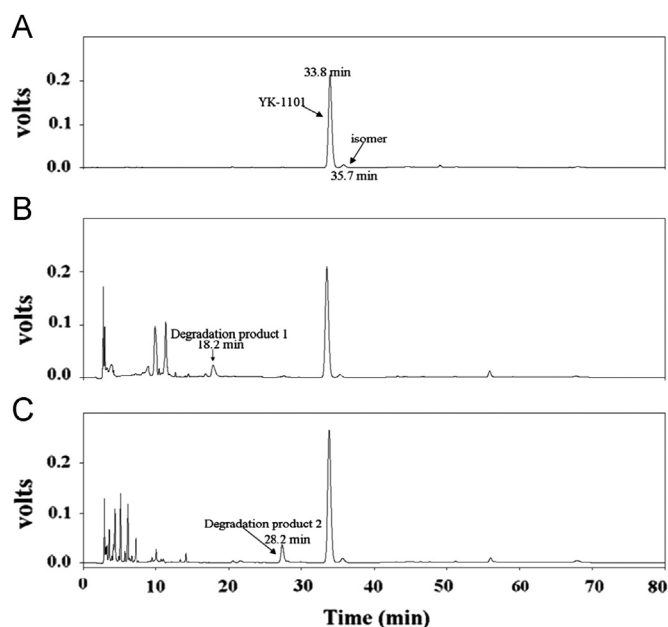 A
volts
0.2
0.1
0.0
33.8 min
YK-1101
isomer
35.7 min
B
volts
0.2
0.1
0.0
Degradation product 1
18.2 min
C
volts
0.2
0.1
0.0
Degradation product 2
28.2 min
0 10 20 30 40 50 60 70 80
Time (min)